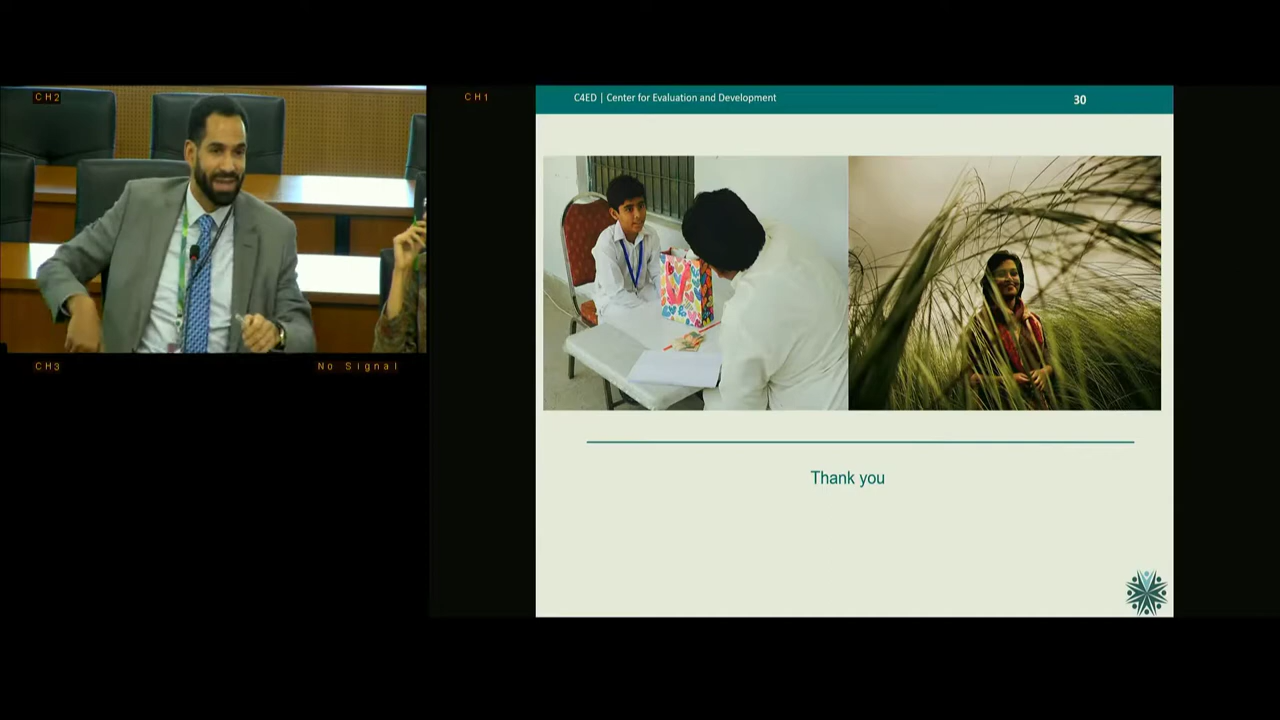 CH2
CH1
C4ED | Center for Evaluation and Development
30
CH3
No Signal
Thank you